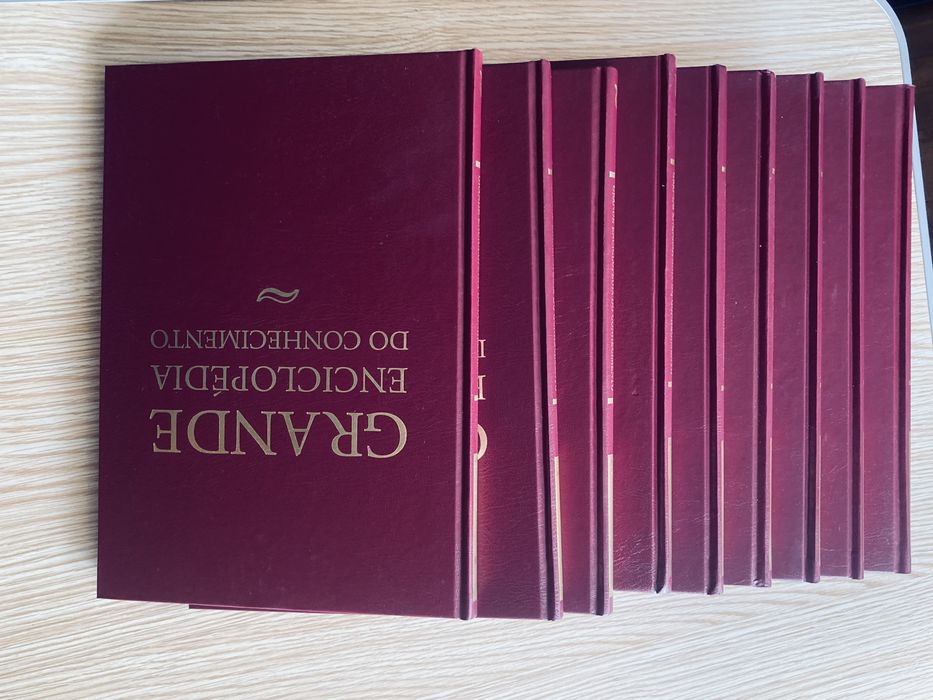 GRANDE
ENCICLOPÉDIA
DO CONHECIMENTO